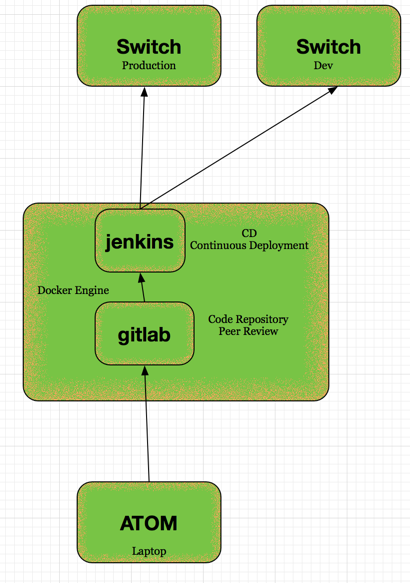 Switch
Production
Switch
Dev
jenkins
CD
Continuous Deployment
Docker Engine
gitlab
Code Repository
Peer Review
ATOM
Laptop